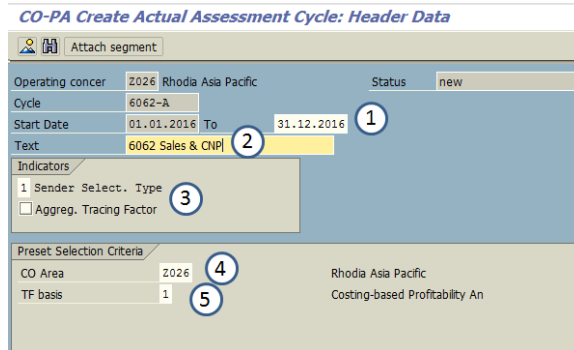 CO-PA Create Actual Assessment Cycle: Header Data
Attach segment
Operating concer Z026 Rhodia Asia Pacific Status new
Cycle 6062-A
Start Date 01.01.2016 To 31.12.2016 1
Text 6062 Sales & CNP 2
Indicators
1 Sender Select. Type
Aggreg. Tracing Factor 3
Preset Selection Criteria
CO Area Z026 4 Rhodia Asia Pacific
TF basis 1 5 Costing-based Profitability An